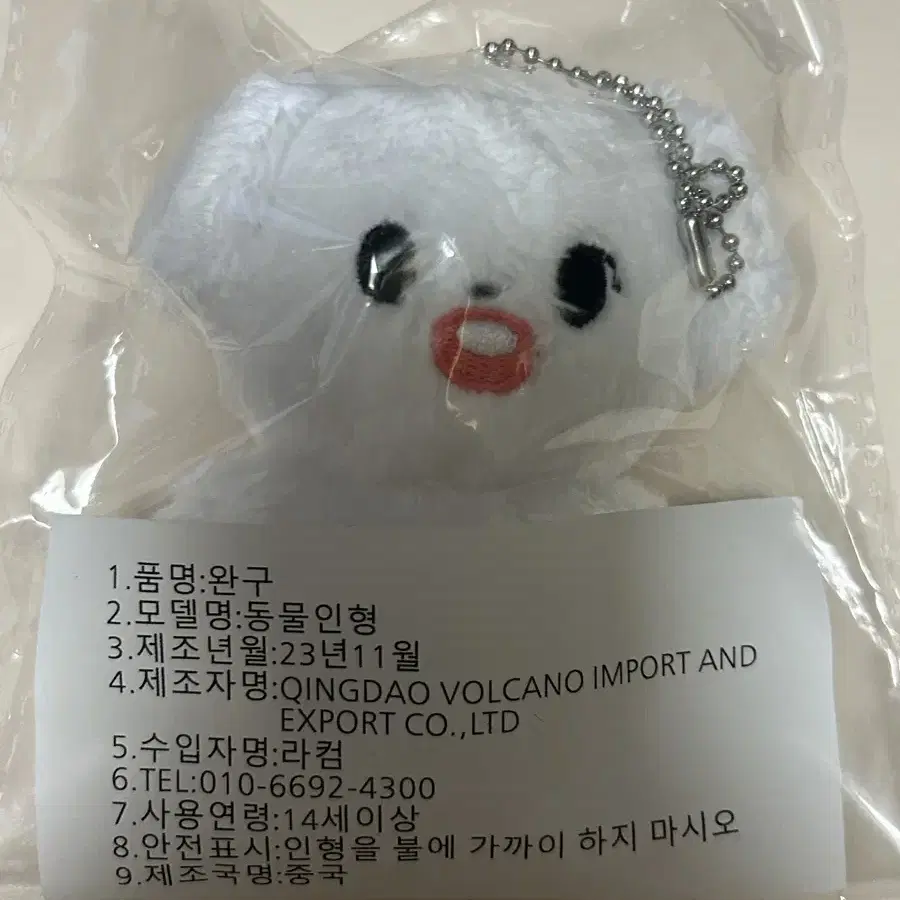 1.품명:완구
2.모델명:동물인형
3.제조년월:23년11월
4.제조자명:QINGDAO VOLCANO IMPORT AND
EXPORT CO.,LTD
5.수입자명:라컴
6.TEL:010-6692-4300
7.사용연령:14세이상
8.안전표시:인형을 불에 가까이 하지 마시오
9.제조국명:중국